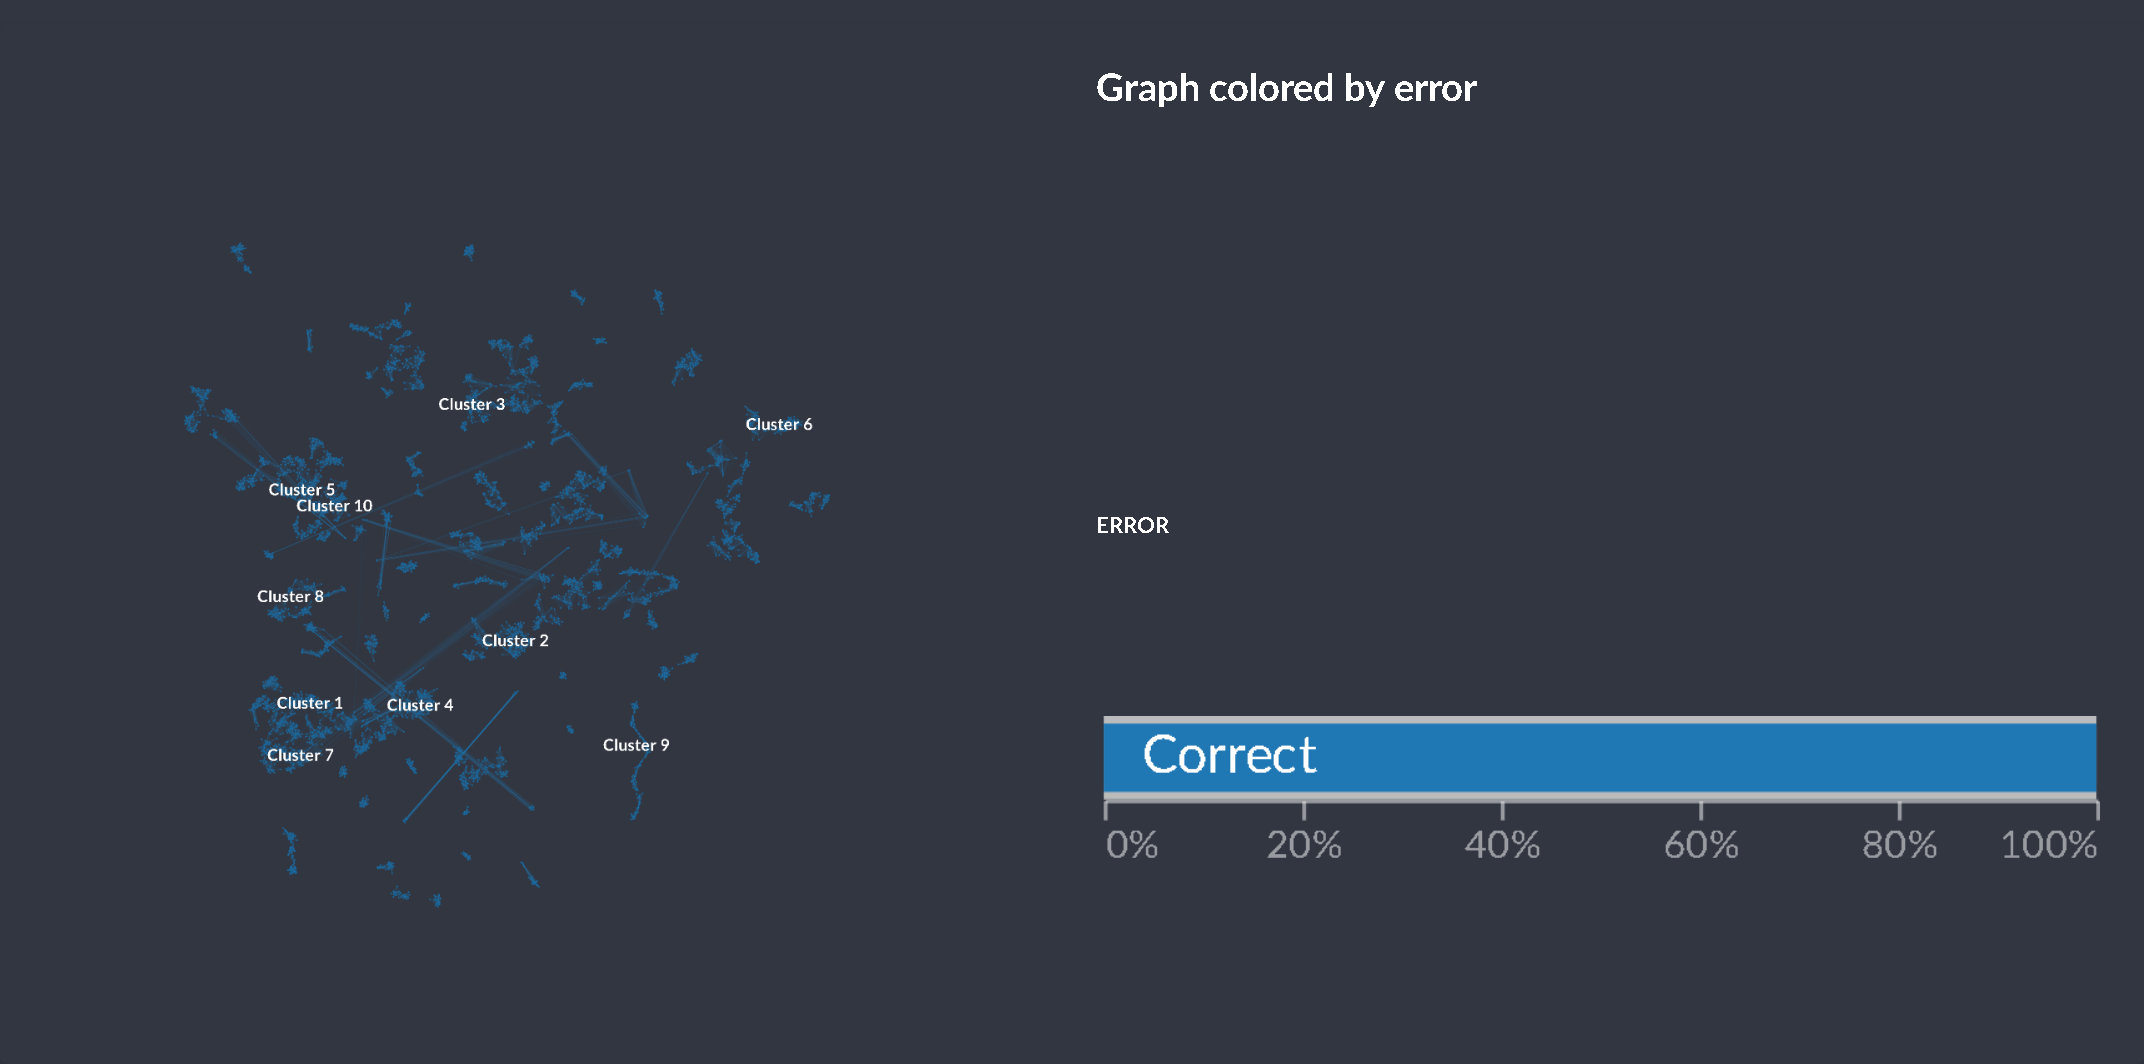 Graph colored by error
Cluster 3
Cluster 6
Cluster 5
Cluster 10
Cluster 8
Cluster 2
Cluster 1
Cluster 4
Cluster 7
Cluster 9
ERROR
Correct
0% 20% 40% 60% 80% 100%